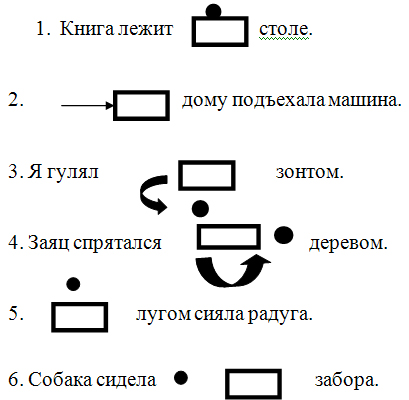 1. Книга лежит столе.
2. дому подъехала машина.
3. Я гулял зонтом.
4. Заяц спрятался деревом.
5. лугом сияла радуга.
6. Собака сидела забора.